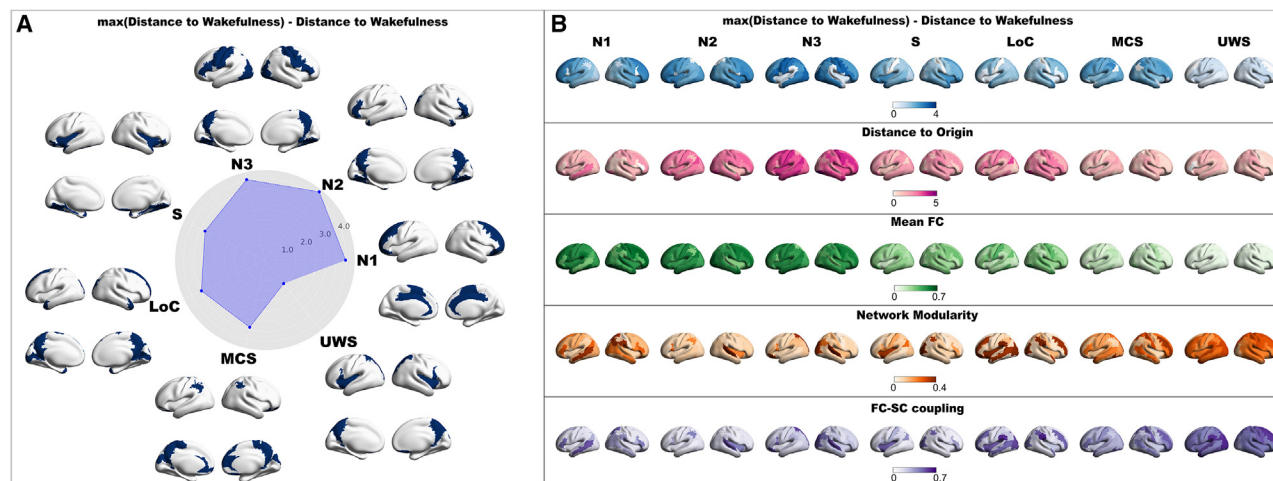 A
max(Distance to Wakefulness) - Distance to Wakefulness
N3
N2
S
4.0
3.0
2.0
1.0
N1
LoC
UWS
MCS
B
max(Distance to Wakefulness) - Distance to Wakefulness
N1 N2 N3 S LoC MCS UWS
0 4
Distance to Origin
0 5
Mean FC
0 0.7
Network Modularity
0 0.4
FC-SC coupling
0 0.7